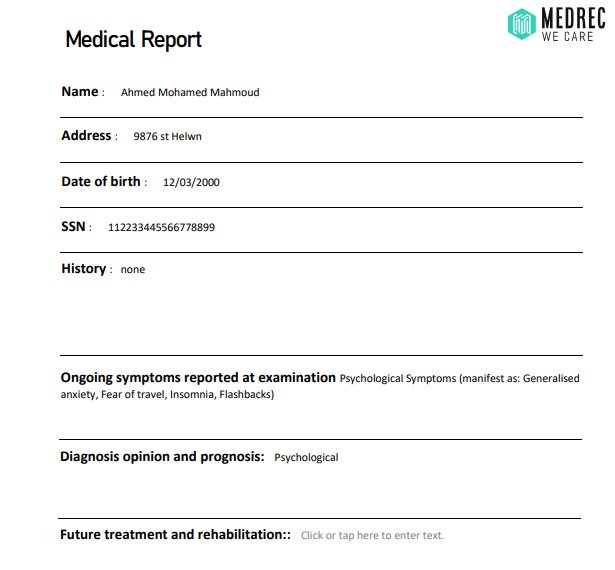 MEDREC
WE CARE
Medical Report
Name : Ahmed Mohamed Mahmoud
Address : 9876 st Helwn
Date of birth : 12/03/2000
SSN : 112233445566778899
History : none
Ongoing symptoms reported at examination Psychological Symptoms (manifest as: Generalised
anxiety, Fear of travel, Insomnia, Flashbacks)
Diagnosis opinion and prognosis: Psychological
Future treatment and rehabilitation:: Click or tap here to enter text.